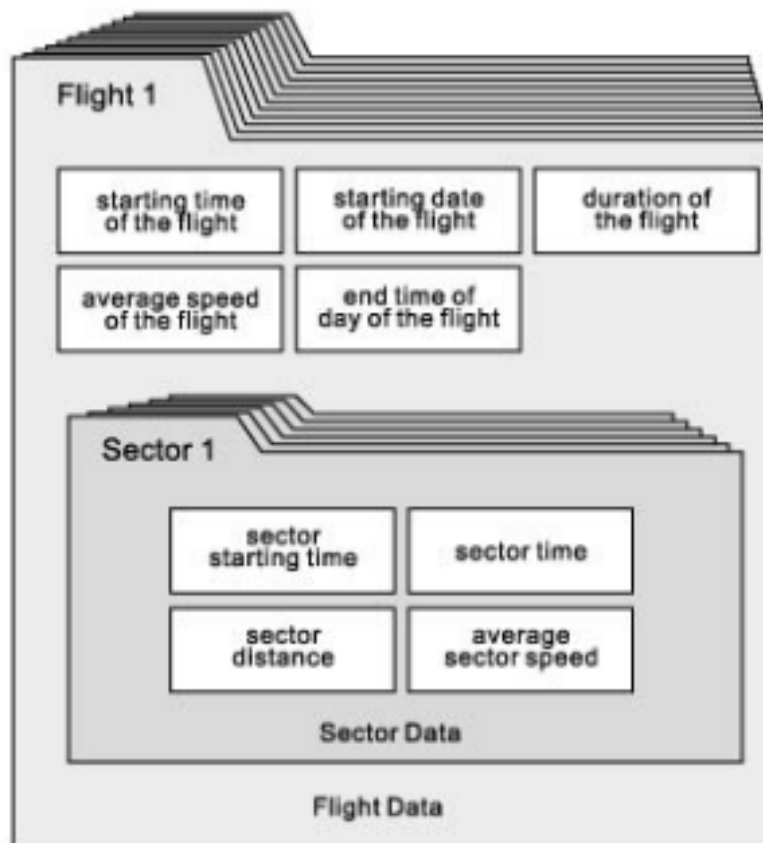 Flight 1
starting time
of the flight
starting date
of the flight
duration of
the flight
average speed
of the flight
end time of
day of the flight
Sector 1
sector
starting time
sector time
sector
distance
average
sector speed
Sector Data
Flight Data